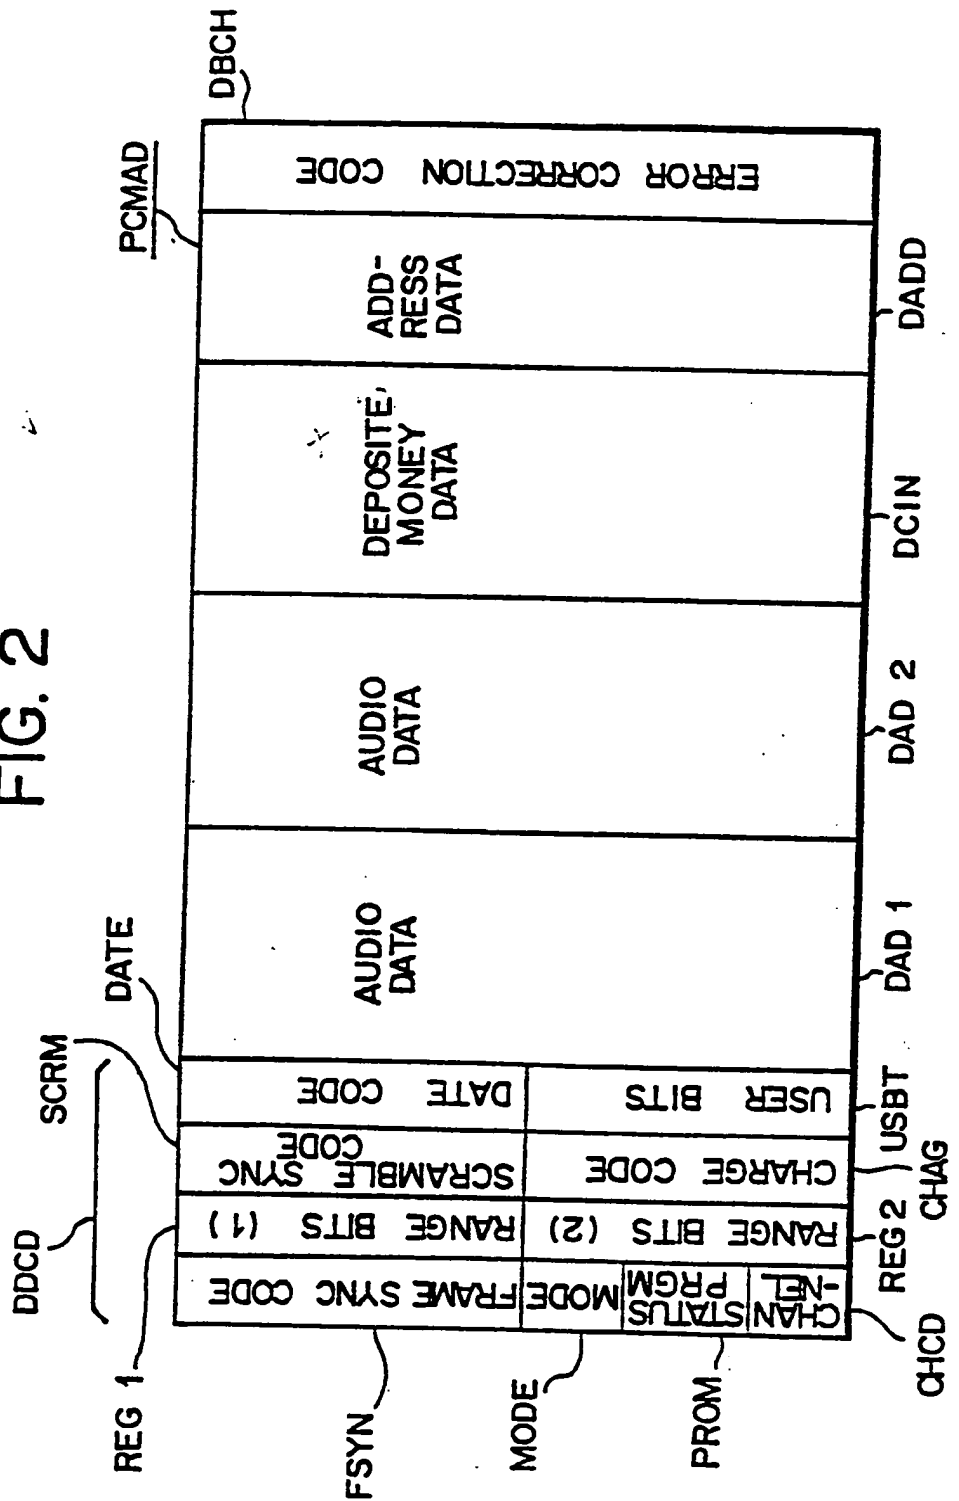 FIG. 2
DDCD
SCRM
DATE
PCMAD
REG 1
DBCH
FSYN
MODE
PROM
CHCD
REG 2
CHAG
USBT
DAD 1
DAD 2
DCIN
DADD
FRAME SYNC CODE
MODE
PRGM
STATUS
CHAN
-NEL
RANGE BITS (1)
RANGE BITS (2)
SCRAMBLE SYNC
CODE
CHARGE CODE
DATE CODE
USER BITS
AUDIO
DATA
AUDIO
DATA
DEPOSITE
MONEY
DATA
ADD-
RESS
DATA
ERROR CORRECTION CODE